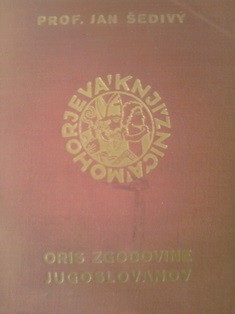 PROF. JAN ŠEDIVY
MOHORJEVA KNJIŽNICA
ORIS ZGODOVINE
JUGOSLOVANOV